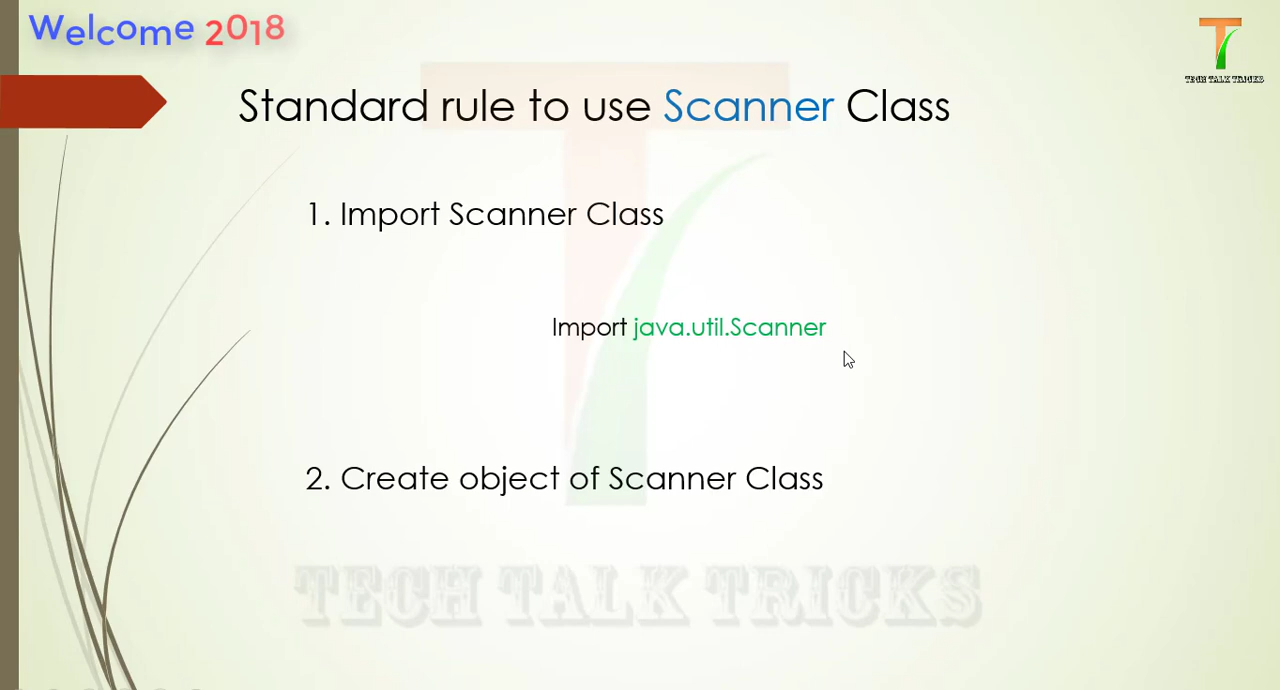 Welcome 2018
TECH TALK TRICKS
Standard rule to use Scanner Class
1. Import Scanner Class
Import java.util.Scanner
2. Create object of Scanner Class
TECH TALK TRICKS